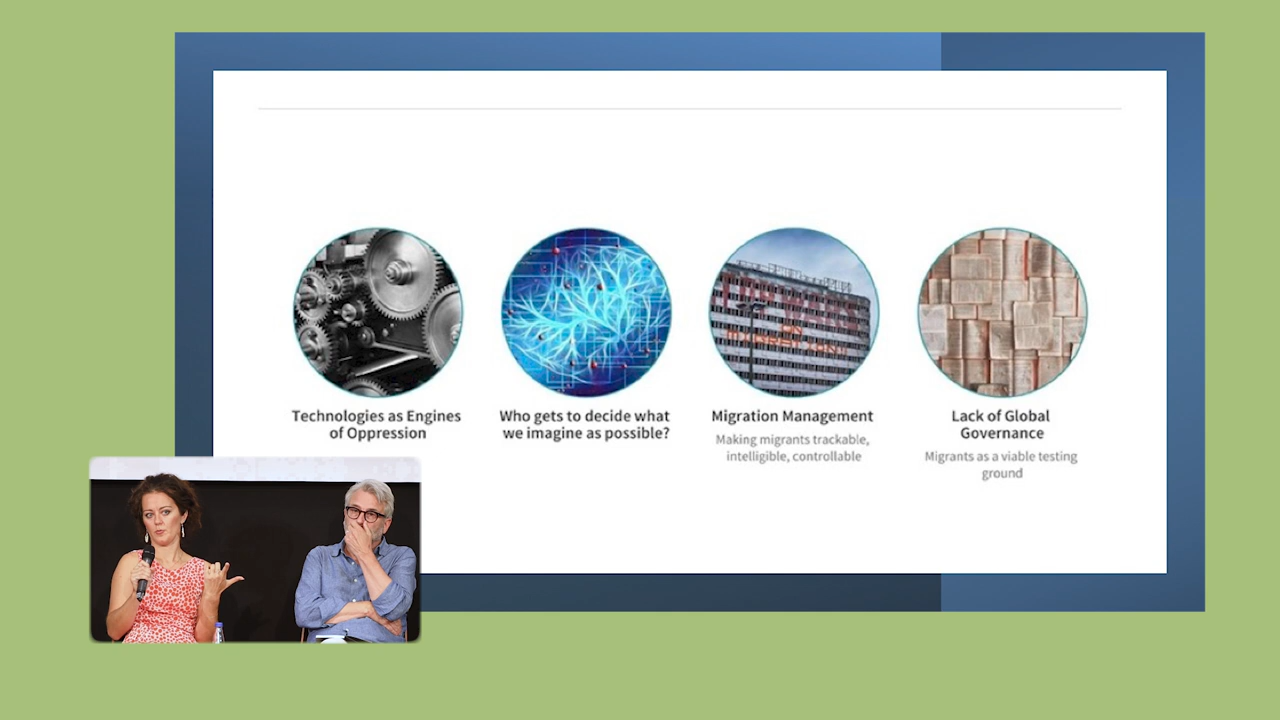 Technologies as Engines
of Oppression
Who gets to decide what
we imagine as possible?
Migration Management
Making migrants trackable,
intelligible, controllable
Lack of Global
Governance
Migrants as a viable testing
ground